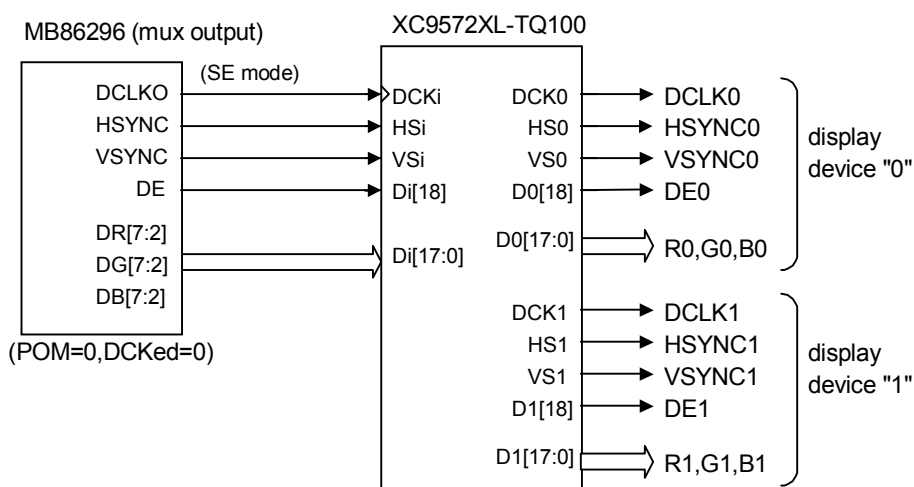 MB86296 (mux output)
XC9572XL-TQ100
(SE mode)
DCLKO
HSYNC
VSYNC
DE
DR[7:2]
DG[7:2]
DB[7:2]
(POM=0,DCKed=0)
DCKi
HSi
VSi
Di[18]
Di[17:0]
DCK0
HS0
VS0
D0[18]
D0[17:0]
DCK1
HS1
VS1
D1[18]
D1[17:0]
DCLK0
HSYNC0
VSYNC0
DE0
R0,G0,B0
display
device "0"
DCLK1
HSYNC1
VSYNC1
DE1
R1,G1,B1
display
device "1"